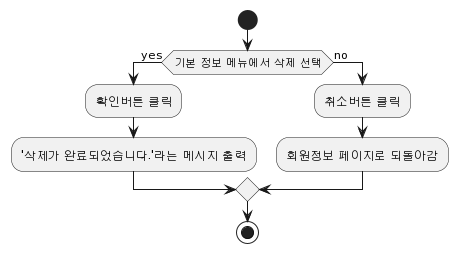 yes
기본 정보 메뉴에서 삭제 선택
no
확인버튼 클릭
취소버튼 클릭
'삭제가 완료되었습니다.'라는 메시지 출력
회원정보 페이지로 되돌아감